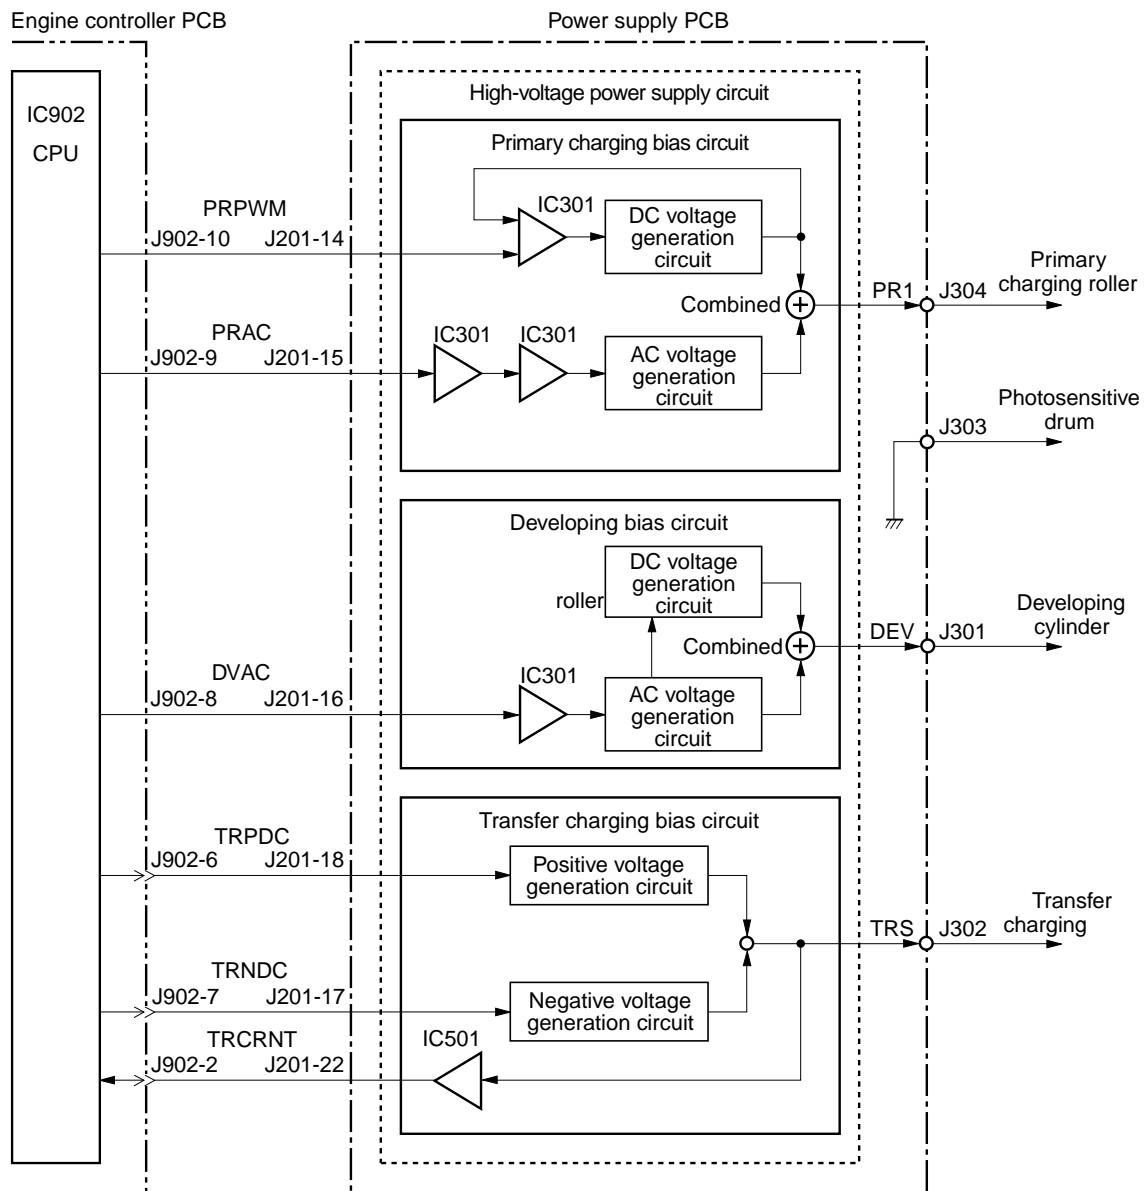 Engine controller PCB
Power supply PCB
IC902
CPU
High-voltage power supply circuit
Primary charging bias circuit
PRPWM
J902-10 J201-14
IC301
DC voltage
generation
circuit
Combined
PR1
J304
Primary
charging roller
PRAC
J902-9 J201-15
IC301
IC301
AC voltage
generation
circuit
J303
Photosensitive
drum
Developing bias circuit
DC voltage
generation
circuit
roller
Combined
DEV
J301
Developing
cylinder
DVAC
J902-8 J201-16
IC301
AC voltage
generation
circuit
Transfer charging bias circuit
TRPDC
J902-6 J201-18
Positive voltage
generation circuit
TRS
J302
Transfer
charging
TRNDC
J902-7 J201-17
Negative voltage
generation circuit
TRCRNT
J902-2 J201-22
IC501